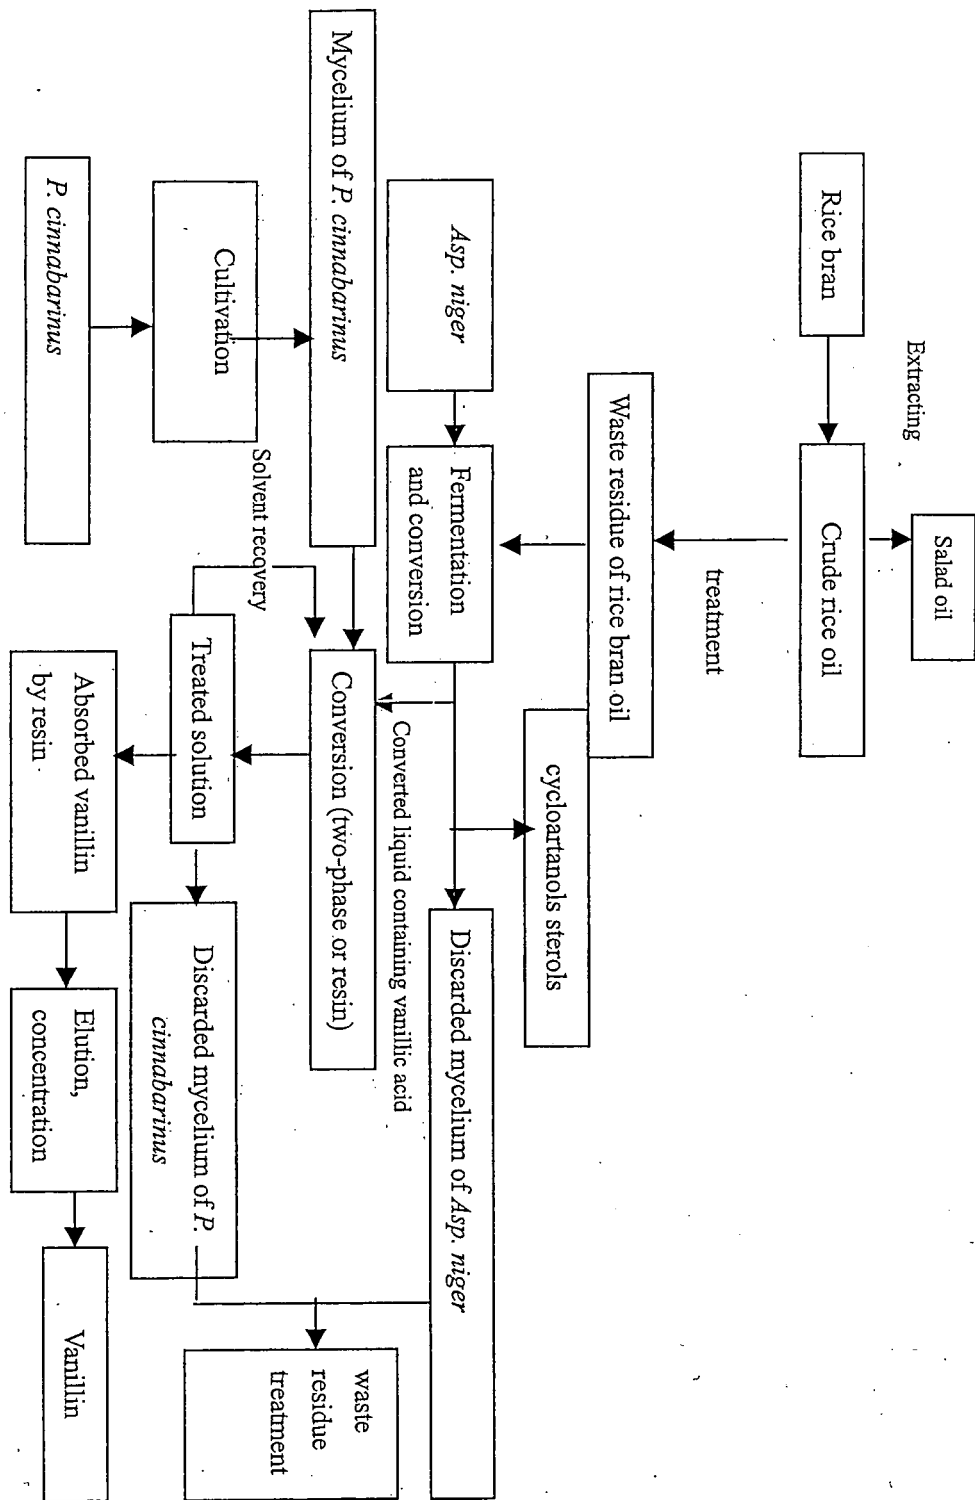 Extracting
Salad oil
Rice bran
Crude rice oil
treatment
Waste residue of rice bran oil
cycloartanols sterols
Asp. niger
Fermentation
and conversion
Discarded mycelium of Asp. niger
Converted liquid containing vanillic acid
Mycelium of P. cinnabarinus
Conversion (two-phase or resin)
waste
residue
treatment
Solvent recovery
Cultivation
Treated solution
Discarded mycelium of P.
cinnabarinus
P. cinnabarinus
Absorbed vanillin
by resin
Elution,
concentration
Vanillin